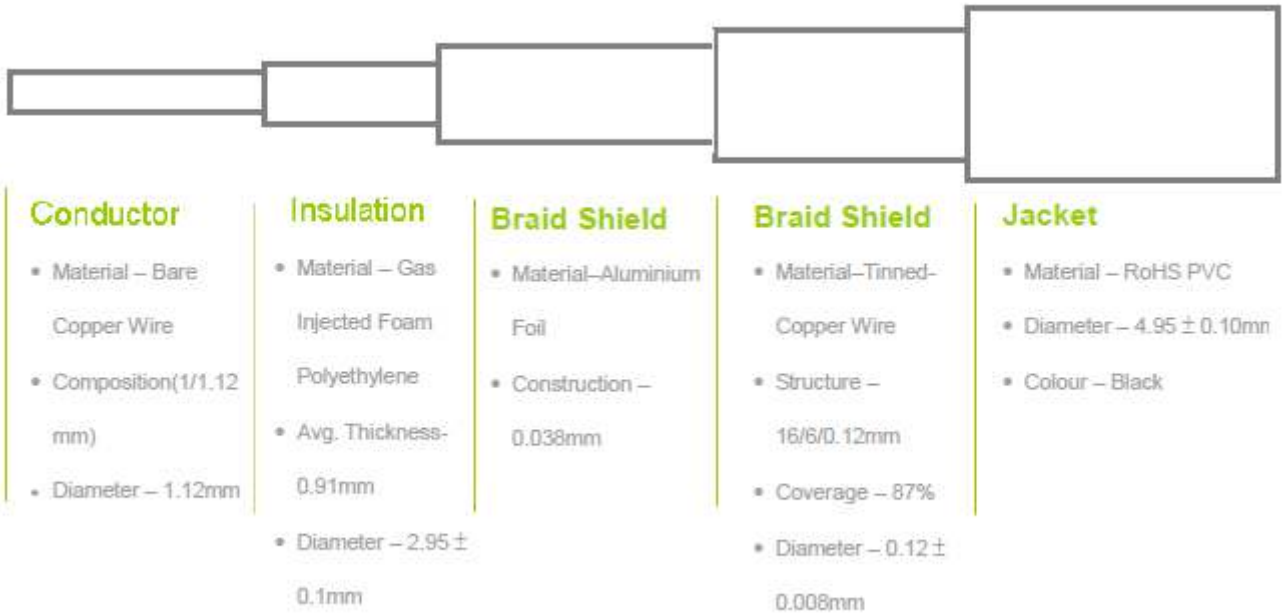 Conductor
• Material – Bare
Copper Wire
• Composition(1/1.12
mm)
• Diameter – 1.12mm
Insulation
• Material – Gas
Injected Foam
Polyethylene
• Avg. Thickness-
0.91mm
• Diameter – 2.95 ±
0.1mm
Braid Shield
• Material–Aluminium
Foil
• Construction –
0.038mm
Braid Shield
• Material–Tinned-
Copper Wire
• Structure –
16/6/0.12mm
• Coverage – 87%
• Diameter – 0.12 ±
0.008mm
Jacket
• Material – RoHS PVC
• Diameter – 4.95 ± 0.10mm
• Colour – Black